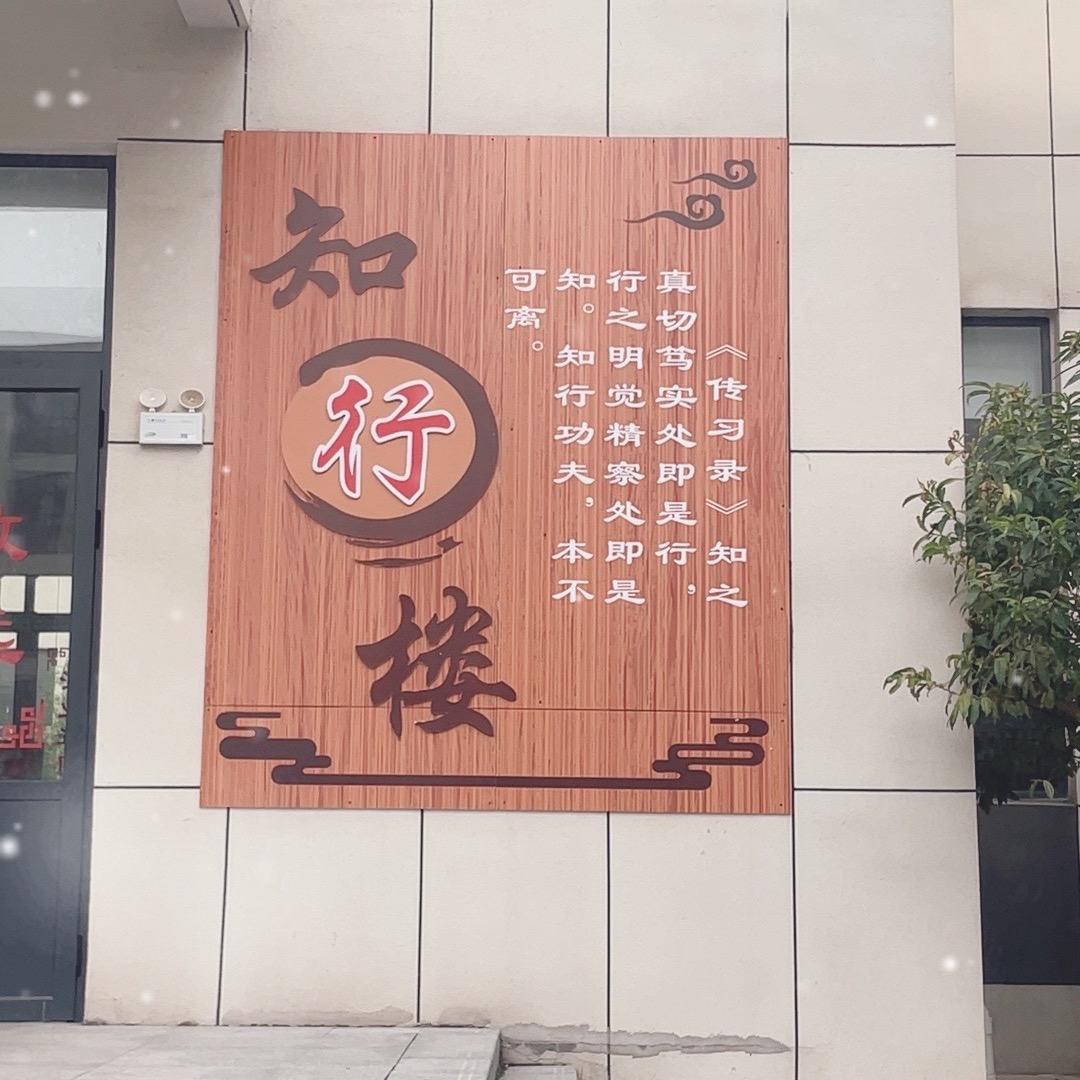 知
行
楼
《传习录》知之
真切笃实处即是行，
行之明觉精察处即是
知。知行功夫，本不
可离。